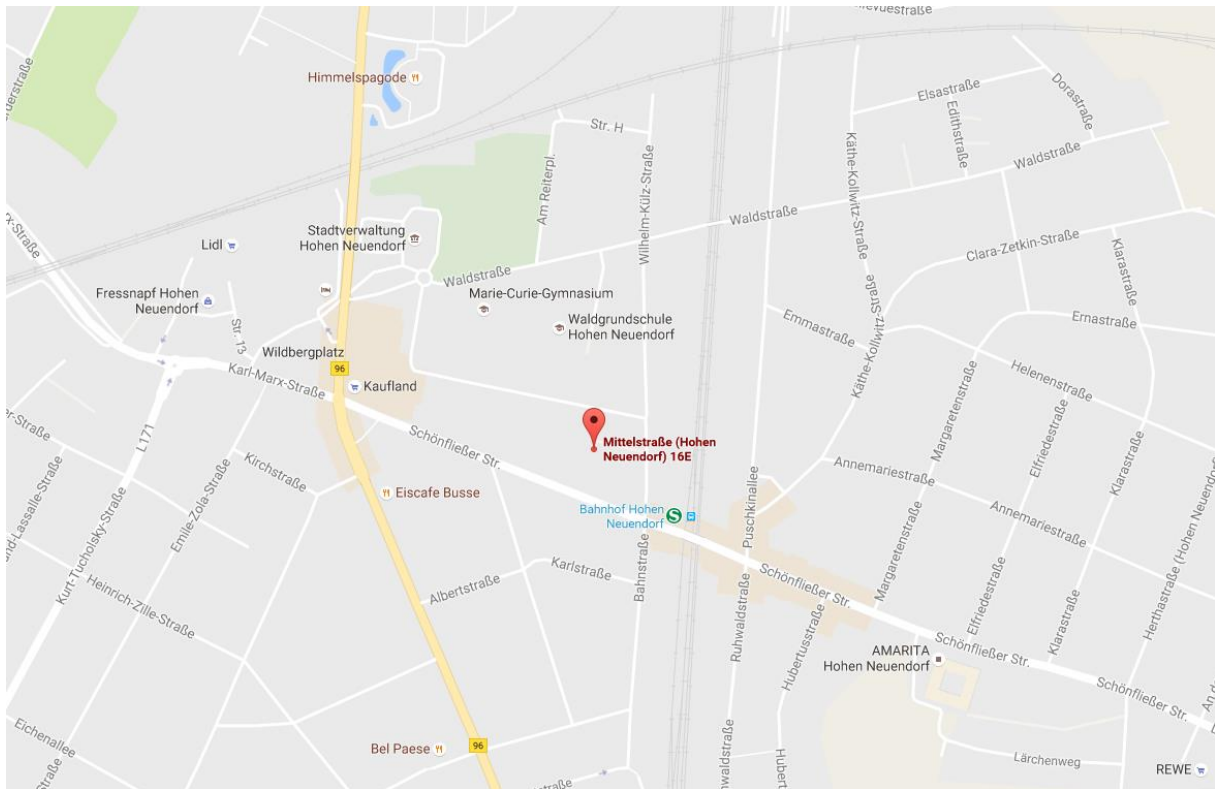 Himmelspagode
Str. H
Am Reiterpl.
Wilhelm-Külz-Straße
Elsastraße
Edithstraße
Dorastraße
Waldstraße
Käthe-Kollwitz-Straße
Waldstraße
Stadtverwaltung
Hohen Neuendorf
Lidl
Clara-Zetkin-Straße
Klarastraße
Waldstraße
Fressnapf Hohen
Neuendorf
Marie-Curie-Gymnasium
Waldgrundschule
Hohen Neuendorf
Emmastraße
Käthe-Kollwitz-Straße
Ernastraße
Str. 13
Wildbergplatz
96
Karl-Marx-Straße
Kaufland
Helenenstraße
Margaretenstraße
Elfriedestraße
Klarastraße
L171
Schönfließer Str.
Mittelstraße (Hohen
Neuendorf) 16E
Kirchstraße
Emile-Zola-Straße
Kurt-Tucholsky-Straße
Eiscafe Busse
Annemariestraße
Annemariestraße
Puschkinallee
Bahnhof Hohen
Neuendorf
S
Herthastraße (Hohen Neuendorf)
Margaretenstraße
Elfriedestraße
Klarastraße
Heinrich-Zille-Straße
Albertstraße
Karlstraße
Bahnstraße
Schönfließer Str.
Ruhwaldstraße
Hubertusstraße
Schönfließer Str.
AMARITA
Hohen Neuendorf
Schönfließer Str.
Eichenallee
Bel Paese
96
Lärchenweg
REWE